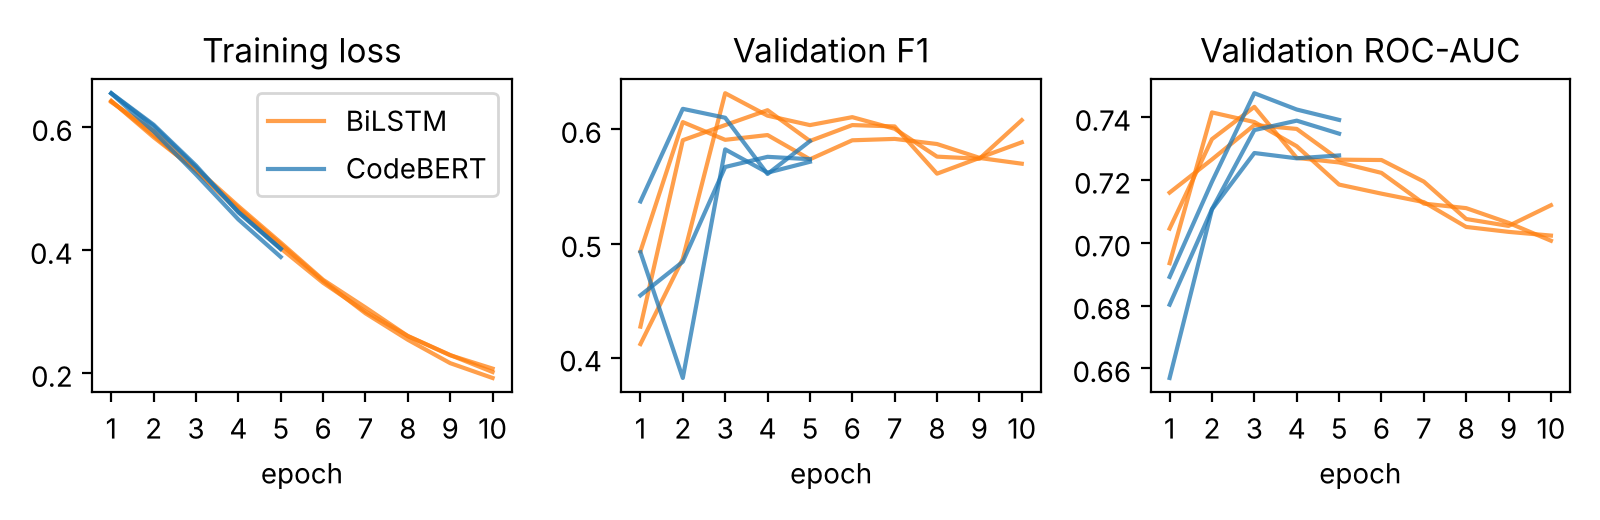 Training loss
0.6
0.4
0.2
BiLSTM
CodeBERT
1 2 3 4 5 6 7 8 9 10
epoch
Validation F1
0.6
0.5
0.4
1 2 3 4 5 6 7 8 9 10
epoch
Validation ROC-AUC
0.74
0.72
0.70
0.68
0.66
1 2 3 4 5 6 7 8 9 10
epoch